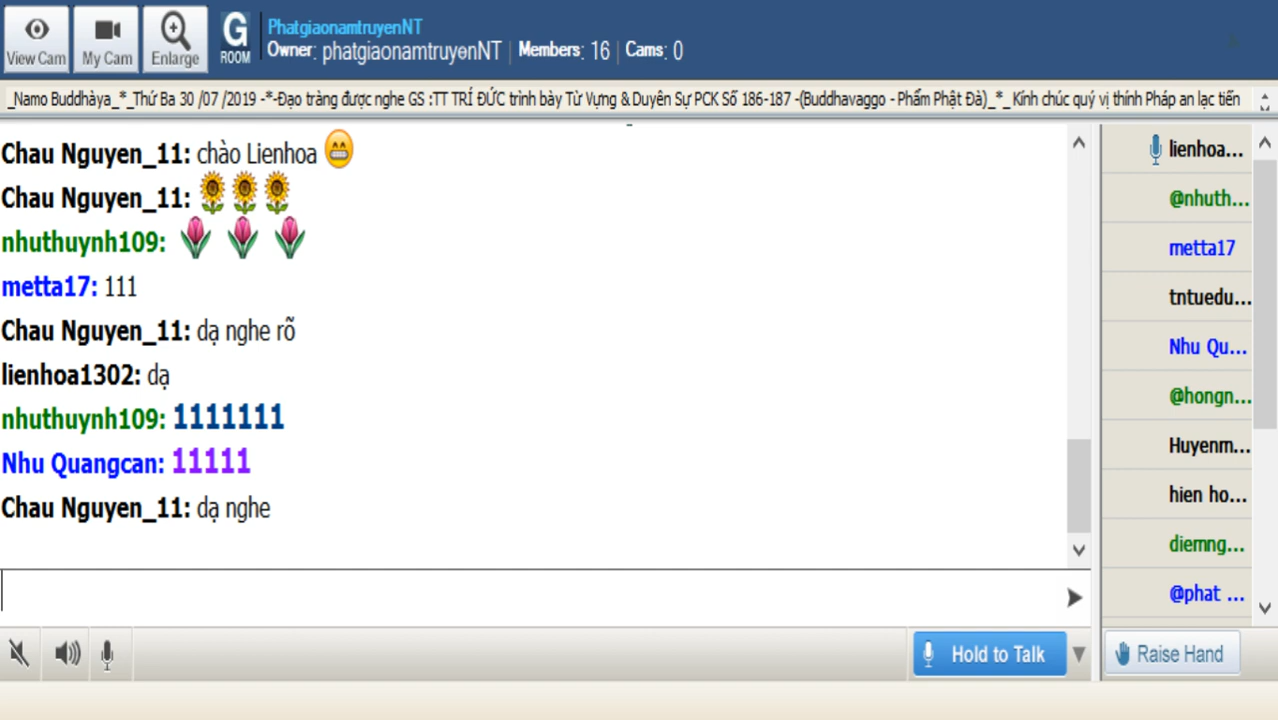 View Cam
My Cam
Enlarge
G
ROOM
PhatgiaonamtruyenNT
Owner: phatgiaonamtruyenNT | Members: 16 | Cams: 0
_Namo Buddhàya_*_Thứ Ba 30 /07 /2019 -*-Đạo tràng được nghe GS :TT TRÍ ĐỨC trình bày Từ Vựng & Duyên Sự PCK Số 186-187 -(Buddhavaggo - Phẩm Phật Đà)_*_ Kính chúc quý vị thính Pháp an lạc tiến
Chau Nguyen_11: chào Lienhoa
Chau Nguyen_11:
nhuthuynh109:
metta17: 111
Chau Nguyen_11: dạ nghe rõ
lienhoa1302: dạ
nhuthuynh109: 1111111
Nhu Quangcan: 11111
Chau Nguyen_11: dạ nghe
lienhoa...
@nhuth...
metta17
tntuedu...
Nhu Qu...
@hongn...
Huyenm...
hien ho...
diemng...
@phat ...
Hold to Talk
Raise Hand